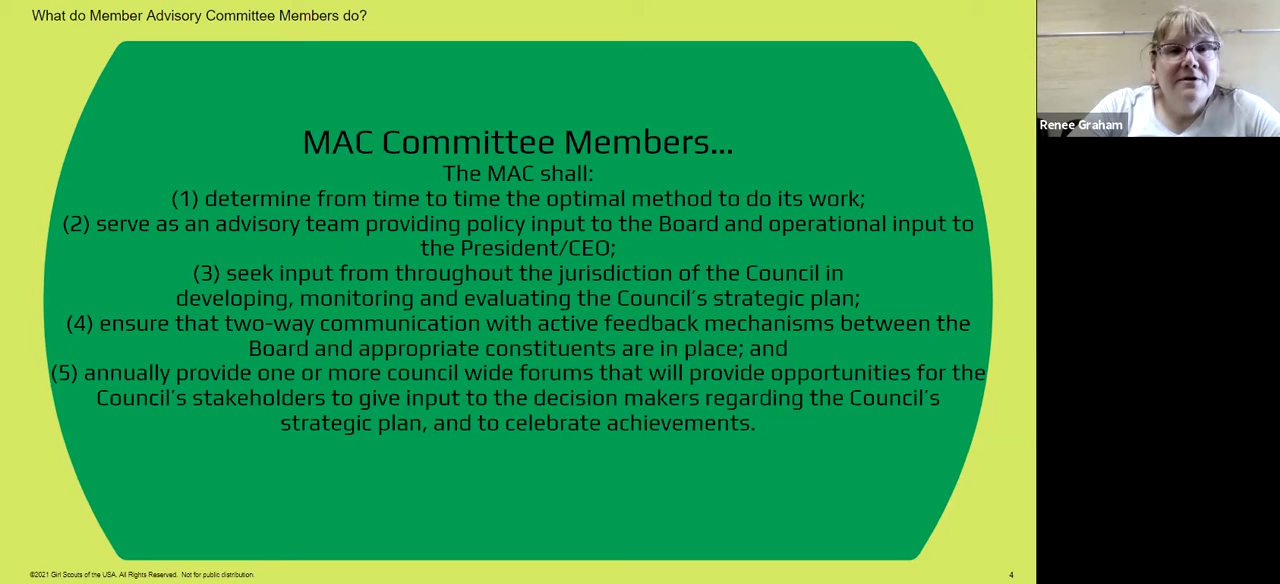 What do Member Advisory Committee Members do?
MAC Committee Members...
The MAC shall:
(1) determine from time to time the optimal method to do its work;
(2) serve as an advisory team providing policy input to the Board and operational input to
the President/CEO;
(3) seek input from throughout the jurisdiction of the Council in
developing, monitoring and evaluating the Council's strategic plan;
(4) ensure that two-way communication with active feedback mechanisms between the
Board and appropriate constituents are in place; and
(5) annually provide one or more council wide forums that will provide opportunities for the
Council's stakeholders to give input to the decision makers regarding the Council's
strategic plan, and to celebrate achievements.
©2021 Girl Scouts of the USA. All Rights Reserved. Not for public distribution.
4
Renee Graham